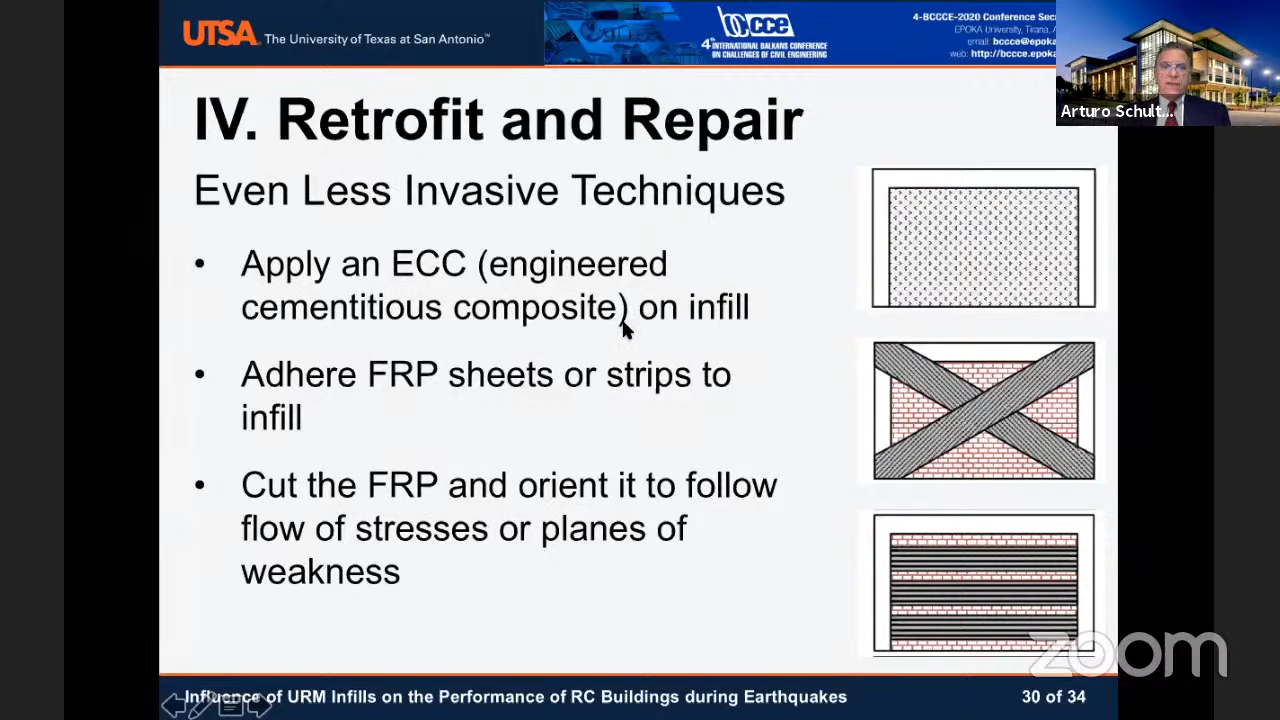 UTSA The University of Texas at San Antonio™
bccce
4th INTERNATIONAL BALKANS CONFERENCE
ON CHALLENGES OF CIVIL ENGINEERING
4-BCCCE-2020 Conference Sec
EPOKA University, Tirana,
email: bccce@epoka
web: http://bccce.epoka
Arturo Schult...
IV. Retrofit and Repair
Even Less Invasive Techniques
• Apply an ECC (engineered
cementitious composite) on infill
• Adhere FRP sheets or strips to
infill
• Cut the FRP and orient it to follow
flow of stresses or planes of
weakness
zoom
Influence of URM Infills on the Performance of RC Buildings during Earthquakes
30 of 34